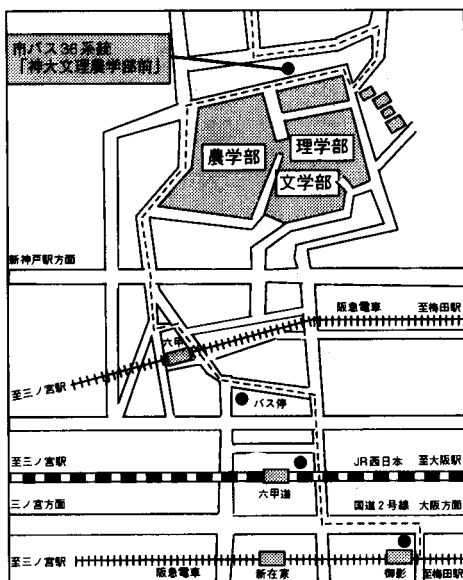 市バス36系統
「神大文理農学部前」
農学部
理学部
文学部
新神戸駅方面
阪急電車
至梅田駅
六甲
至三ノ宮駅
バス停
至三ノ宮駅
JR西日本
至大阪駅
六甲道
三ノ宮方面
国道2号線
大阪方面
至三ノ宮駅
阪急電車
新在家
御影
至梅田駅